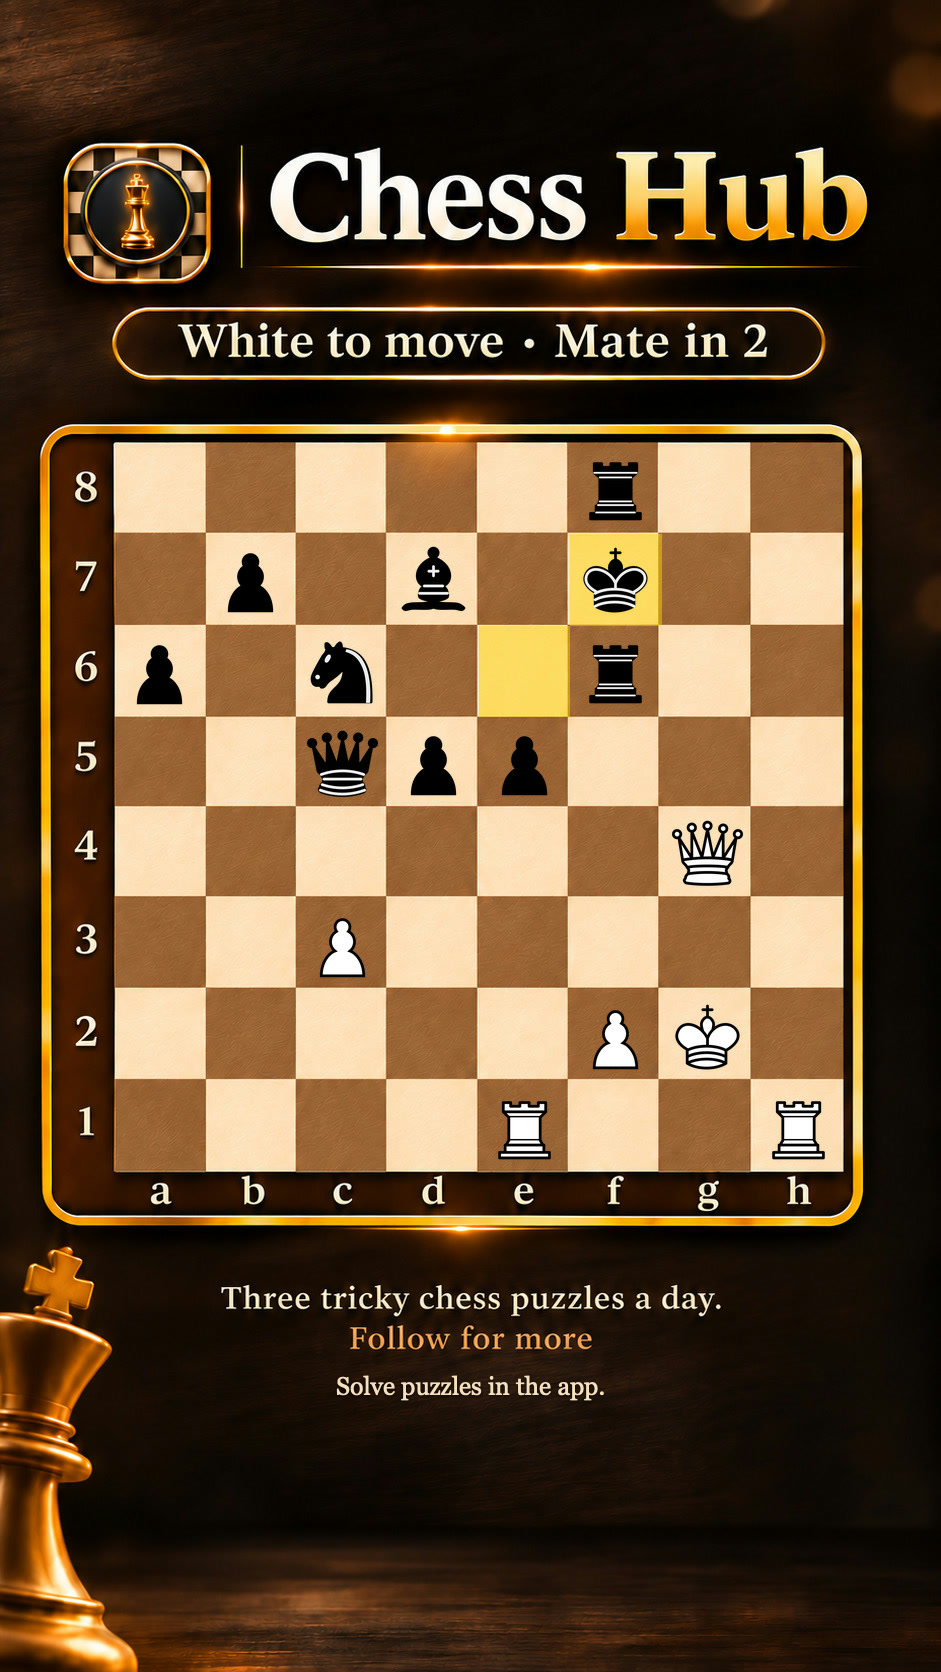 Chess Hub
White to move • Mate in 2
8
7
6
5
4
3
2
1
a b c d e f g h
Three tricky chess puzzles a day.
Follow for more
Solve puzzles in the app.